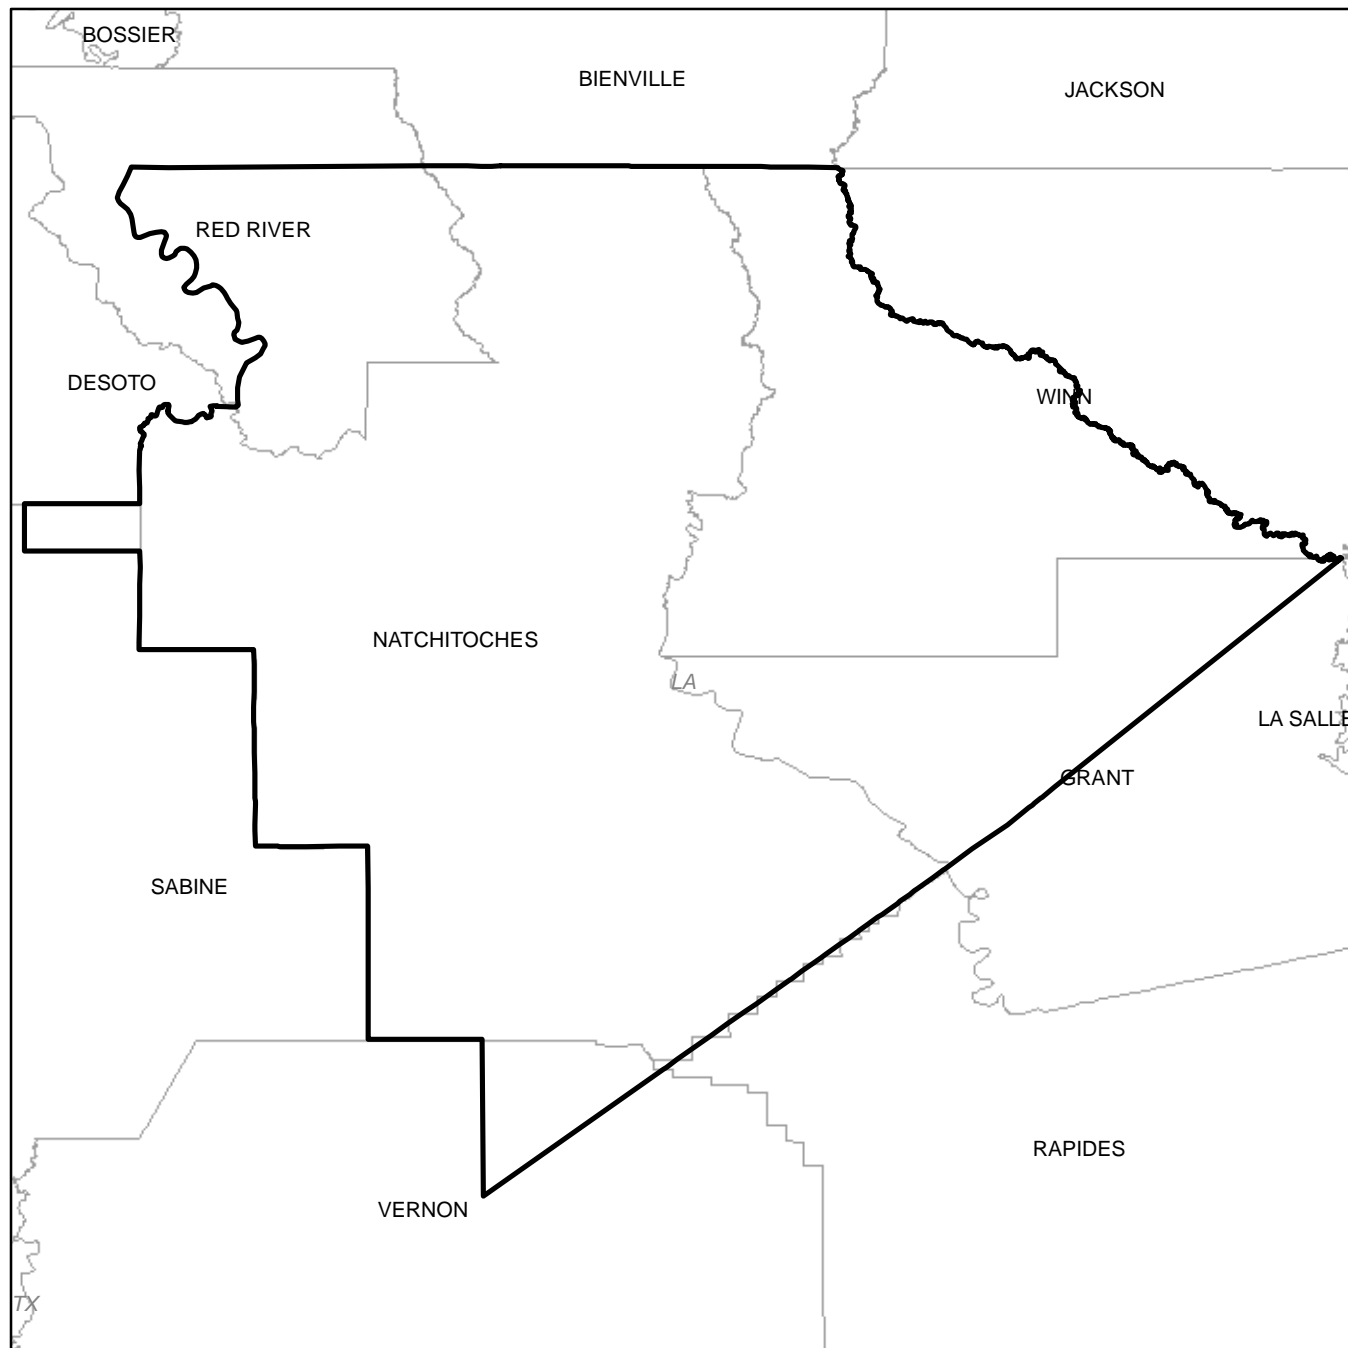 BOSSIER
BIENVILLE
JACKSON
RED RIVER
DESOTO
WINN
NATCHITOCHES
LA
LA SALLE
GRANT
SABINE
RAPIDES
VERNON
TX